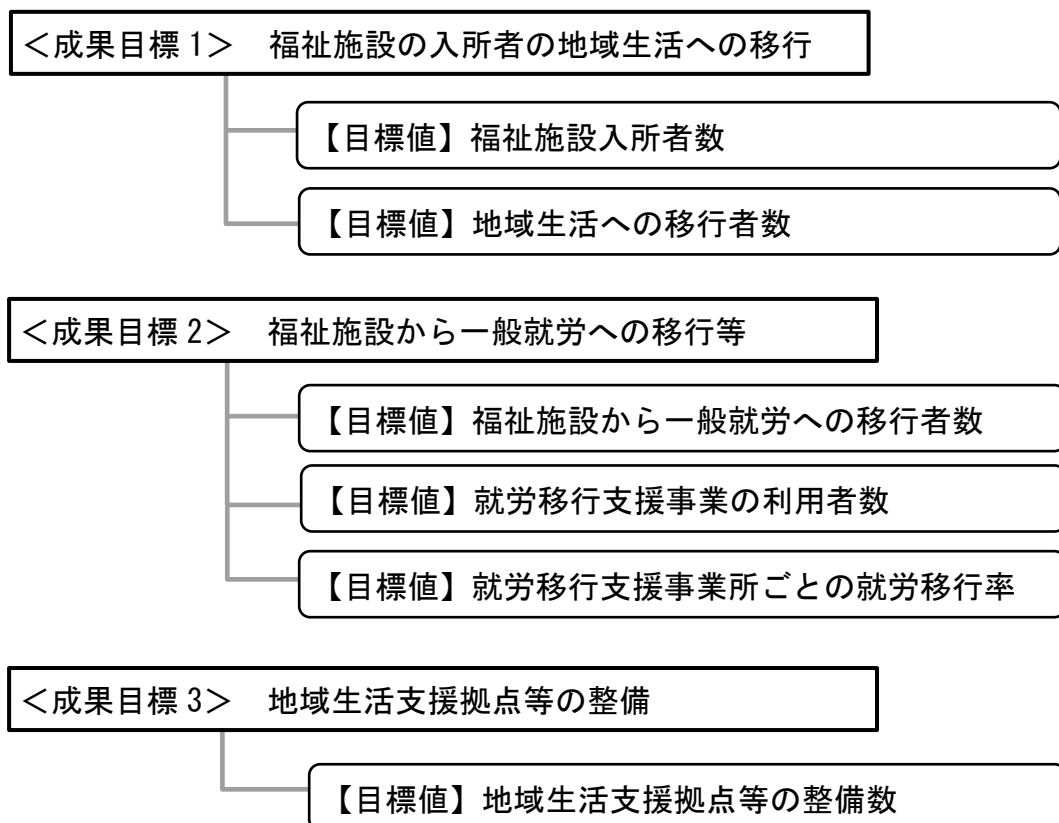 ＜成果目標 1＞　福祉施設の入所者の地域生活への移行
【目標値】福祉施設入所者数
【目標値】地域生活への移行者数
＜成果目標 2＞　福祉施設から一般就労への移行等
【目標値】福祉施設から一般就労への移行者数
【目標値】就労移行支援事業の利用者数
【目標値】就労移行支援事業所ごとの就労移行率
＜成果目標 3＞　地域生活支援拠点等の整備
【目標値】地域生活支援拠点等の整備数